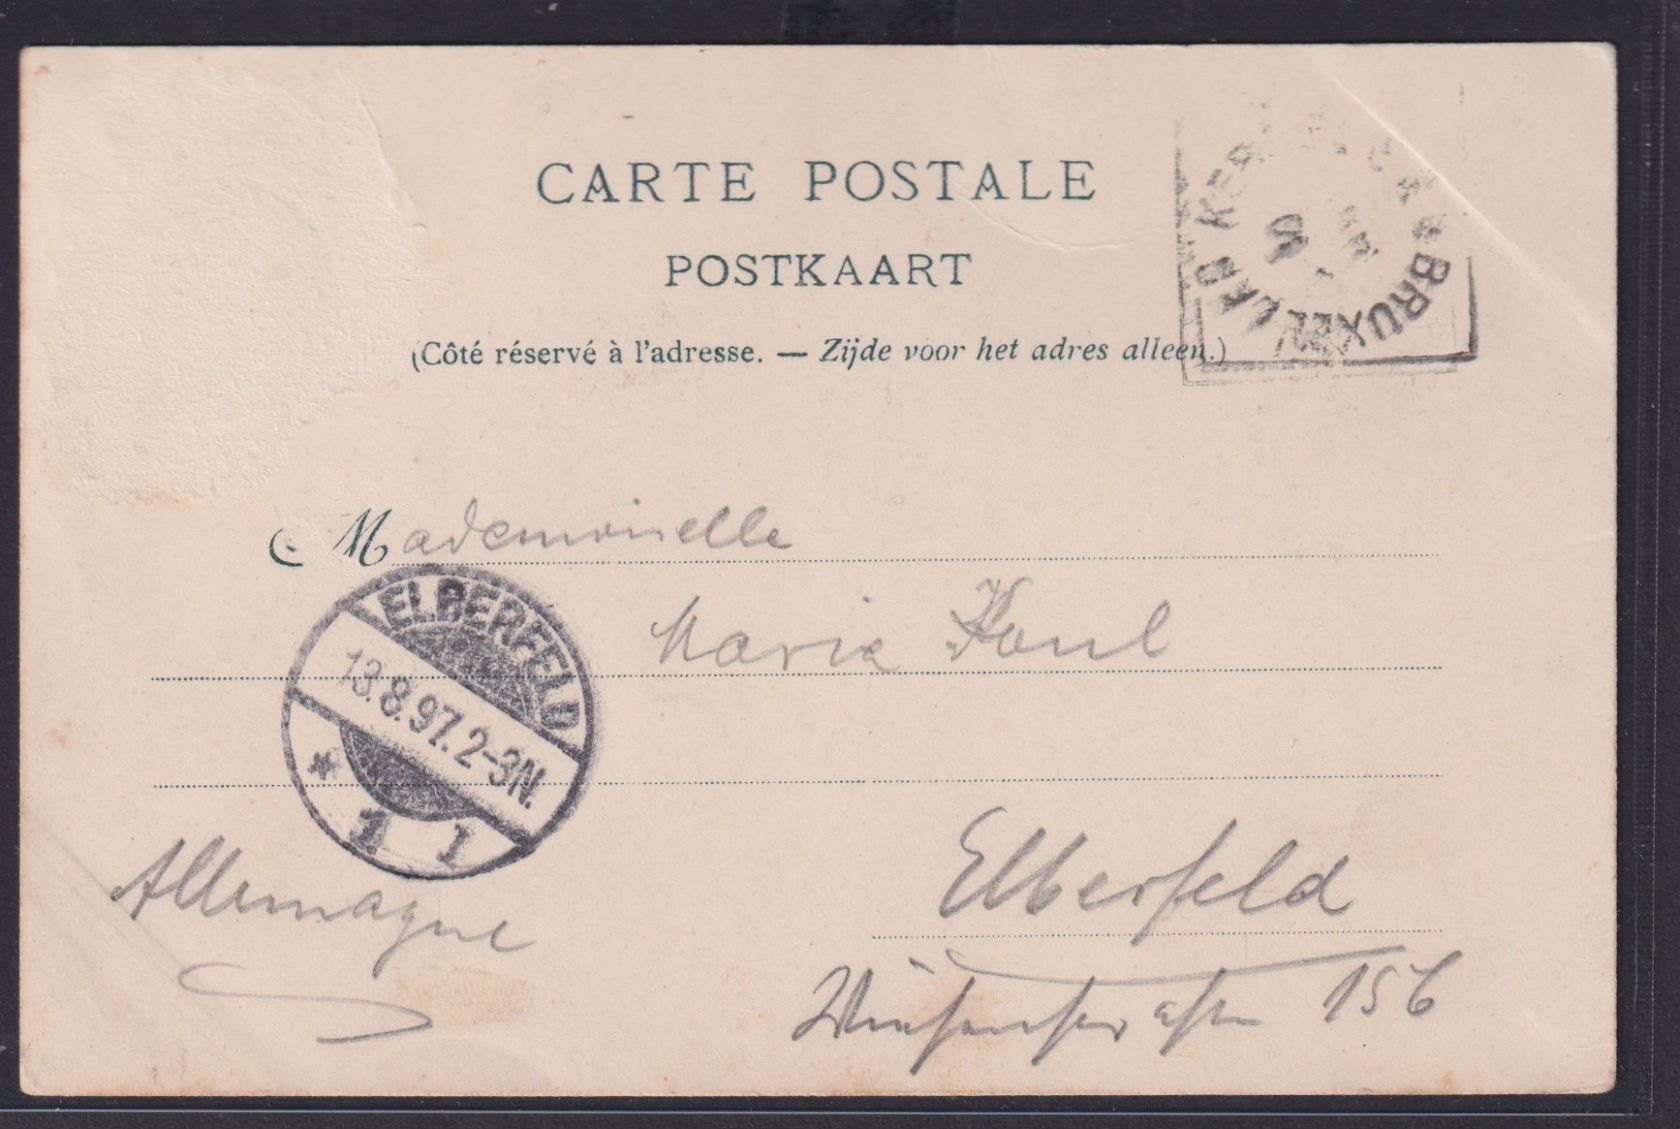 CARTE POSTALE
POSTKAART
(Côté réservé à l'adresse. — Zijde voor het adres alleen.)
BRUXELLES
Mademoiselle
Marie
ELBERFELD
13.8.97. 2-3N.
* 1 1
Allemagne
Elberfeld
156